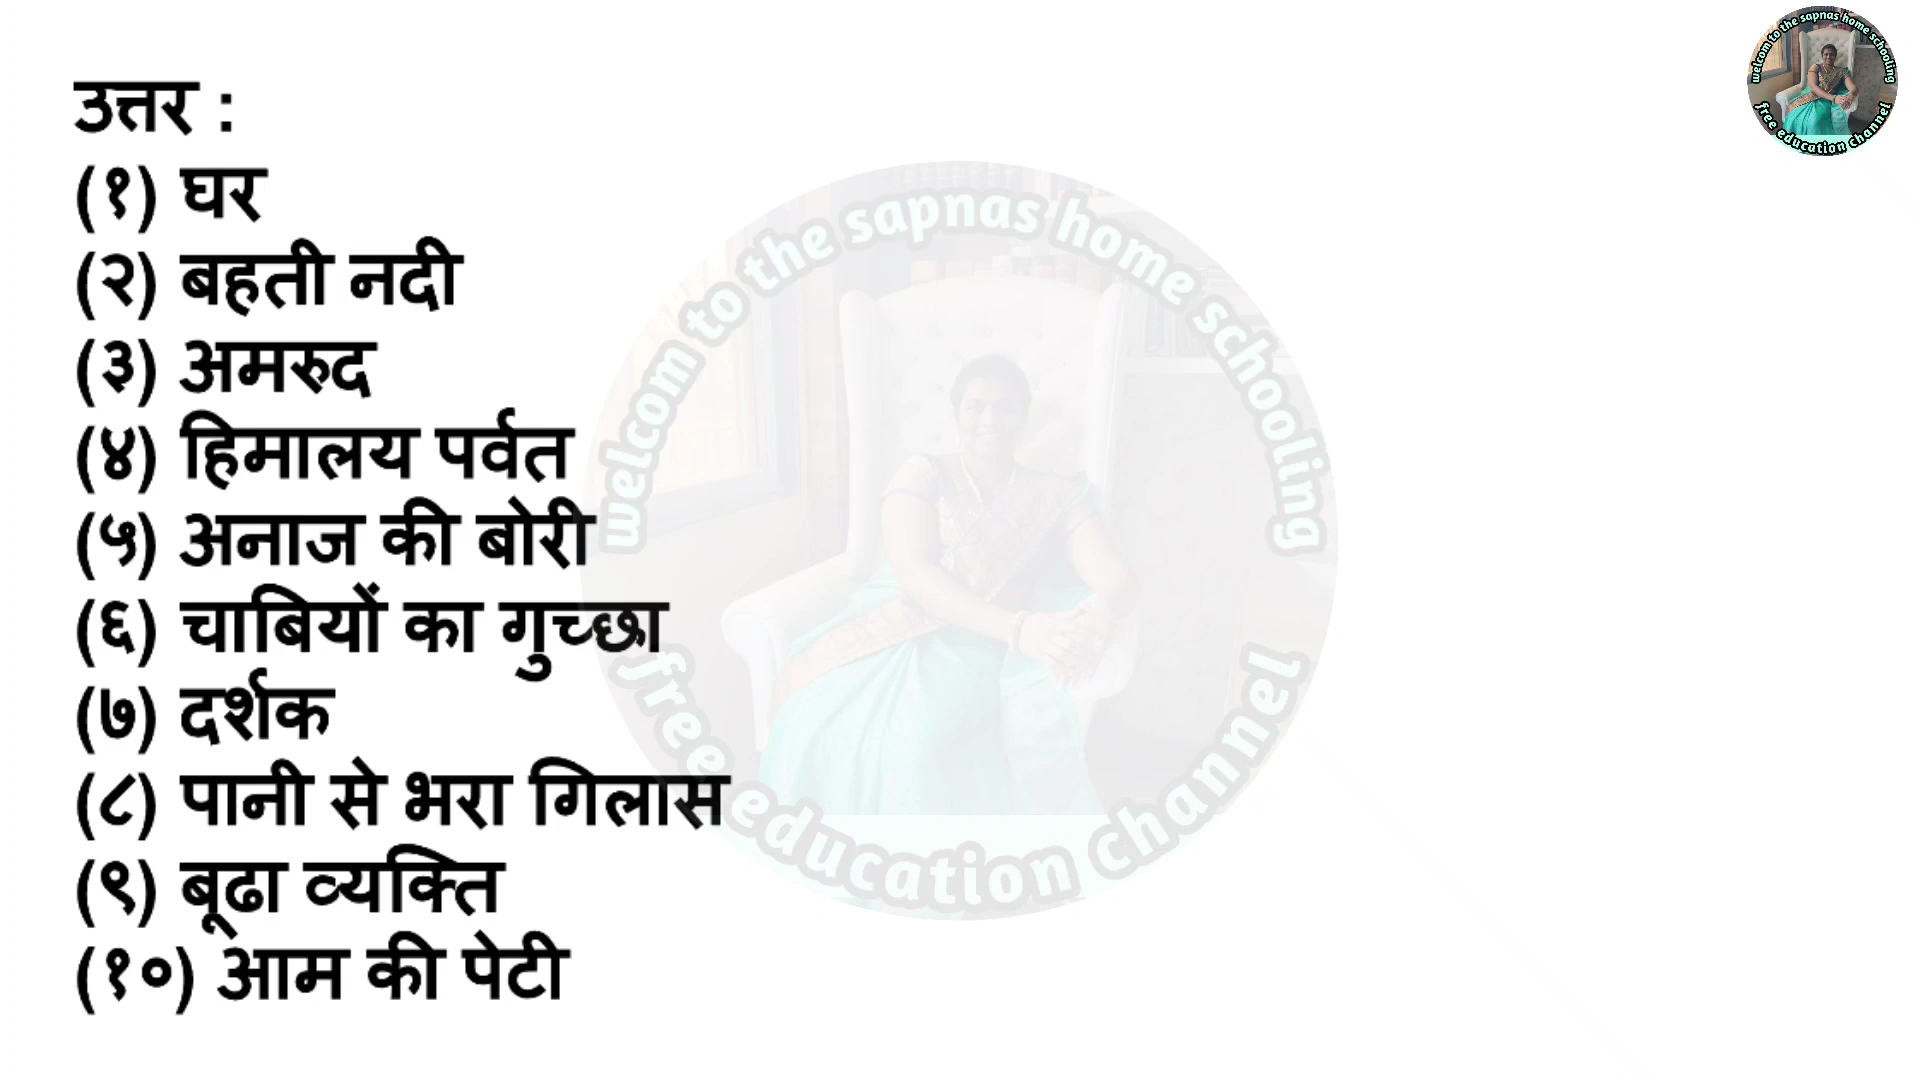 उत्तर :
(१) घर
(२) बहती नदी
(३) अमरुद
(४) हिमालय पर्वत
(५) अनाज की बोरी
(६) चाबियों का गुच्छा
(७) दर्शक
(८) पानी से भरा गिलास
(९) बूढा व्यक्ति
(१०) आम की पेटी
welcom to the sapnas home schooling
free education channel
welcom to the sapnas home schooling
free education channel